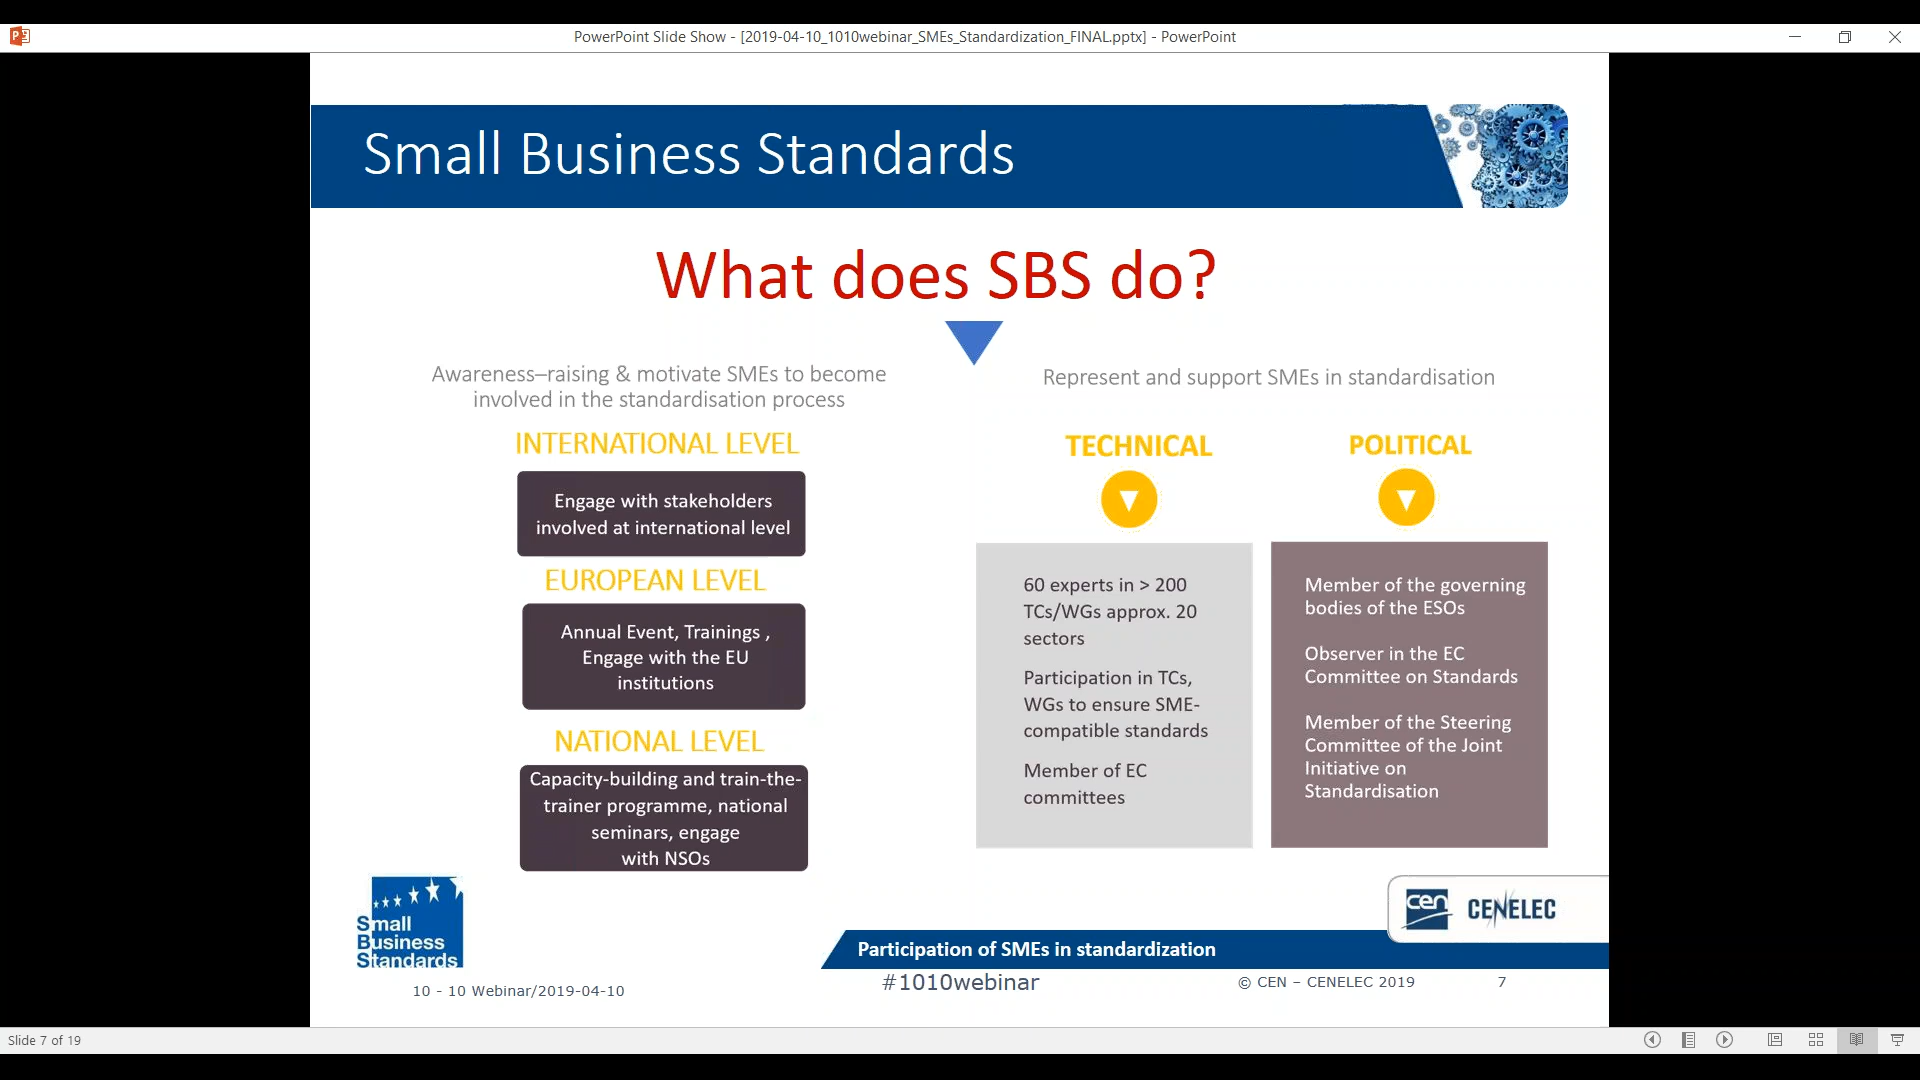 PowerPoint Slide Show - [2019-04-10_1010webinar_SMEs_Standardization_FINAL.pptx] - PowerPoint
Small Business Standards
What does SBS do?
Awareness–raising & motivate SMEs to become
involved in the standardisation process
INTERNATIONAL LEVEL
Engage with stakeholders
involved at international level
EUROPEAN LEVEL
Annual Event, Trainings ,
Engage with the EU
institutions
NATIONAL LEVEL
Capacity-building and train-the-
trainer programme, national
seminars, engage
with NSOs
Represent and support SMEs in standardisation
TECHNICAL
60 experts in > 200
TCs/WGs approx. 20
sectors
Participation in TCs,
WGs to ensure SME-
compatible standards
Member of EC
committees
POLITICAL
Member of the governing
bodies of the ESOs
Observer in the EC
Committee on Standards
Member of the Steering
Committee of the Joint
Initiative on
Standardisation
Small
Business
Standards
cen
CENELEC
Participation of SMEs in standardization
10 - 10 Webinar/2019-04-10
#1010webinar
© CEN – CENELEC 2019
7
Slide 7 of 19